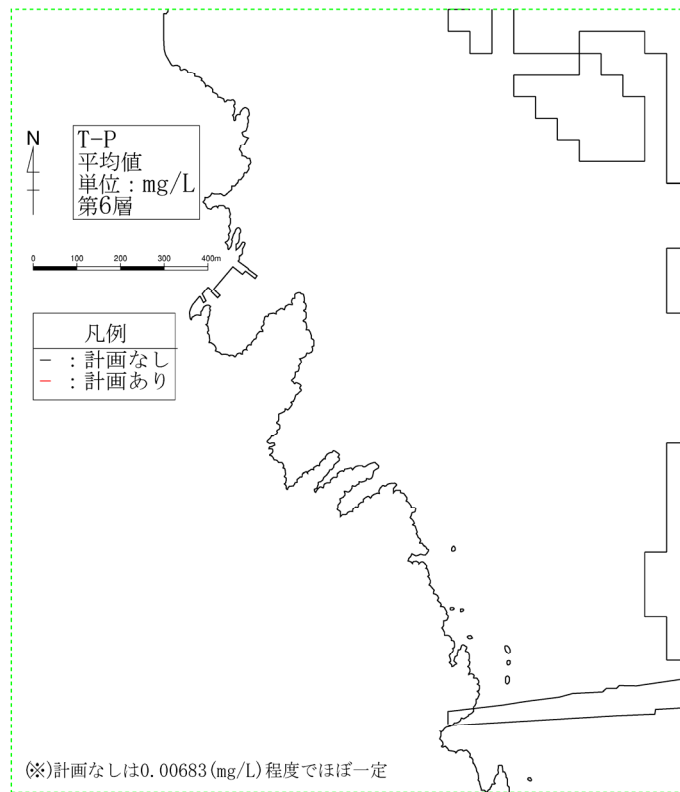 N
T-P
平均値
単位：mg/L
第6層
0 100 200 300 400m
凡例
− ：計画なし
− ：計画あり
(※)計画なしは0.00683(mg/L)程度でほぼ一定